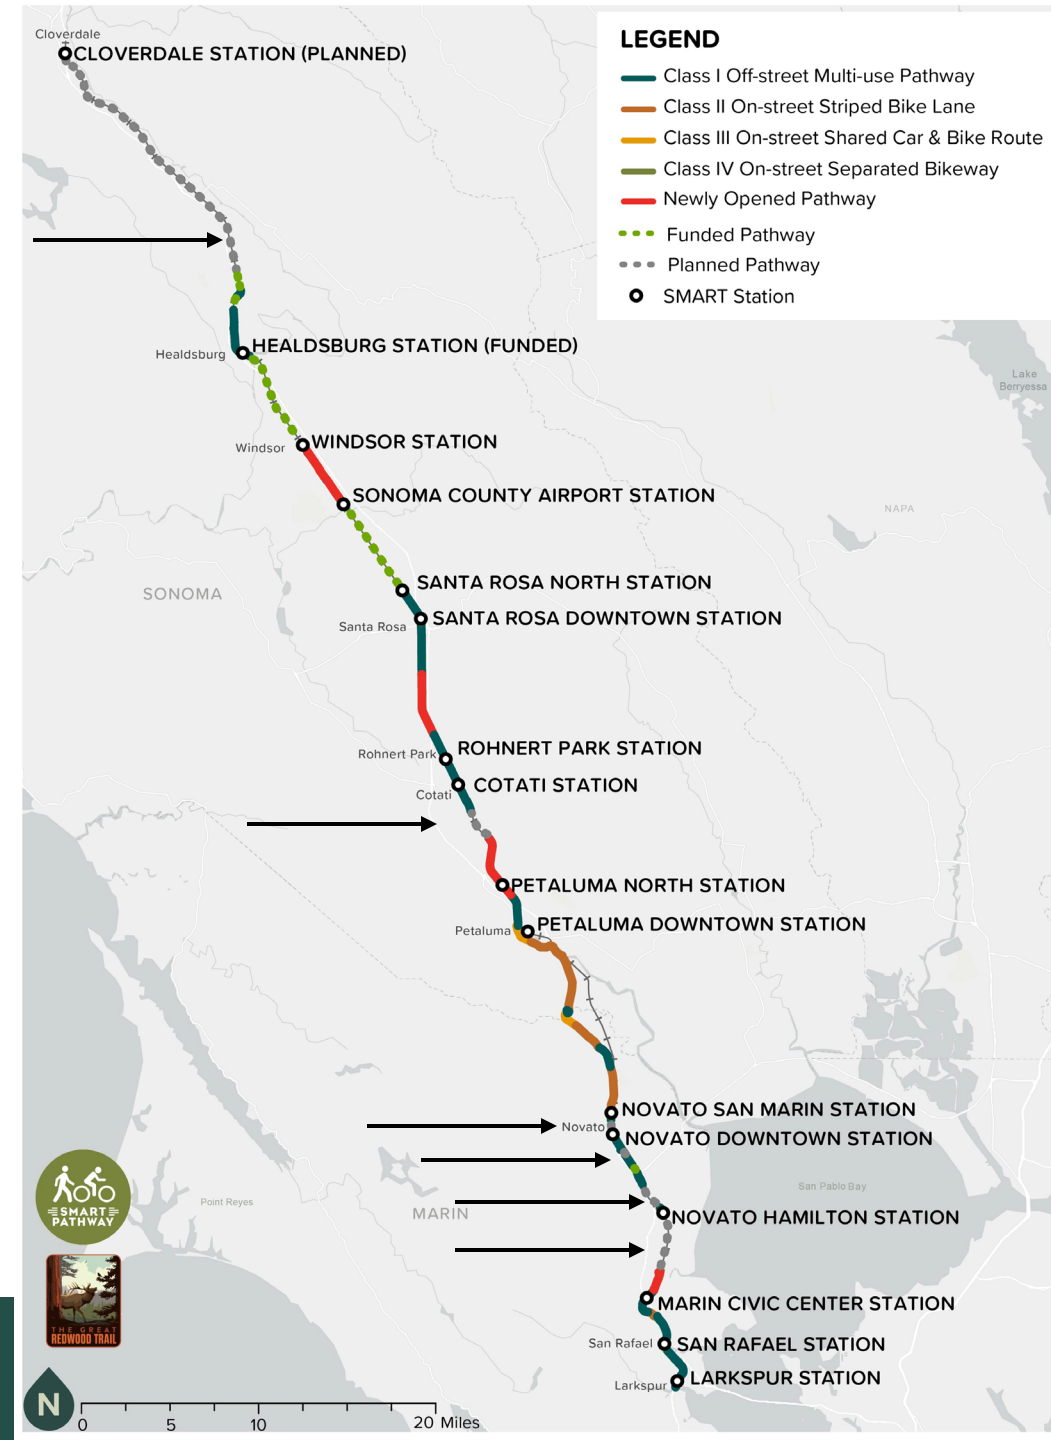 Cloverdale
CLOVERDALE STATION (PLANNED)
LEGEND
Class I Off-street Multi-use Pathway
Class II On-street Striped Bike Lane
Class III On-street Shared Car & Bike Route
Class IV On-street Separated Bikeway
Newly Opened Pathway
Funded Pathway
Planned Pathway
SMART Station
Healdsburg
HEALDSBURG STATION (FUNDED)
Lake
Berryessa
Windsor
WINDSOR STATION
SONOMA COUNTY AIRPORT STATION
NAPA
SONOMA
SANTA ROSA NORTH STATION
Santa Rosa
SANTA ROSA DOWNTOWN STATION
Rohnert Park
ROHNERT PARK STATION
Cotati
COTATI STATION
PETALUMA NORTH STATION
Petaluma
PETALUMA DOWNTOWN STATION
NOVATO SAN MARIN STATION
Novato
NOVATO DOWNTOWN STATION
San Pablo Bay
Point Reyes
MARIN
NOVATO HAMILTON STATION
SMART
PATHWAY
MARIN CIVIC CENTER STATION
THE GREAT
REDWOOD TRAIL
San Rafael
SAN RAFAEL STATION
Larkspur
LARKSPUR STATION
N
0 5 10 20 Miles